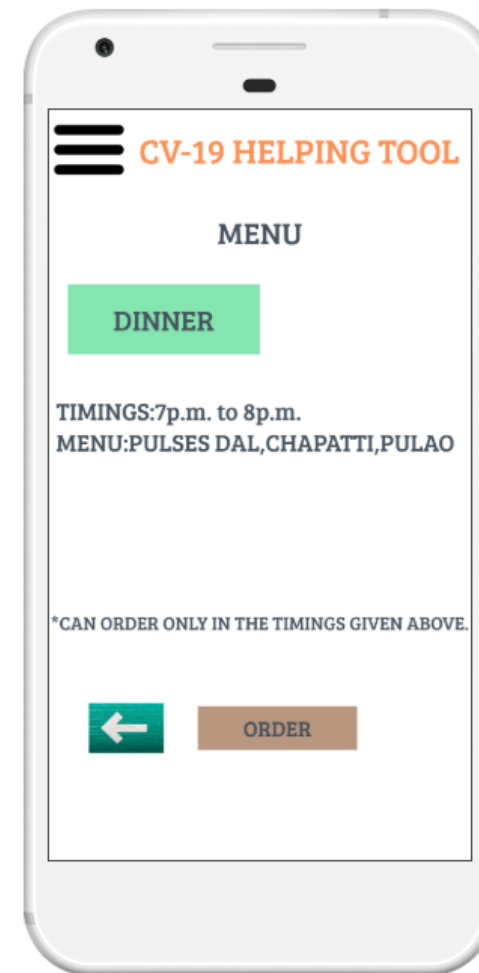 CV-19 HELPING TOOL
MENU
DINNER
TIMINGS:7p.m. to 8p.m.
MENU:PULSES DAL,CHAPATTI,PULAO
*CAN ORDER ONLY IN THE TIMINGS GIVEN ABOVE.
ORDER